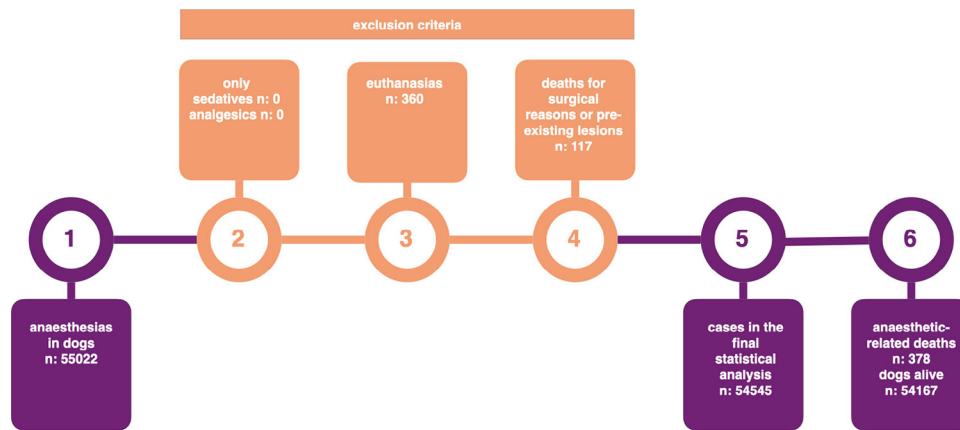 exclusion criteria
only
sedatives n: 0
analgesics n: 0
euthanasias
n: 360
deaths for
surgical
reasons or pre-
existing lesions
n: 117
1
2
3
4
5
6
anaesthesias
in dogs
n: 55022
cases in the
final
statistical
analysis
n: 54545
anaesthetic-
related deaths
n: 378
dogs alive
n: 54167